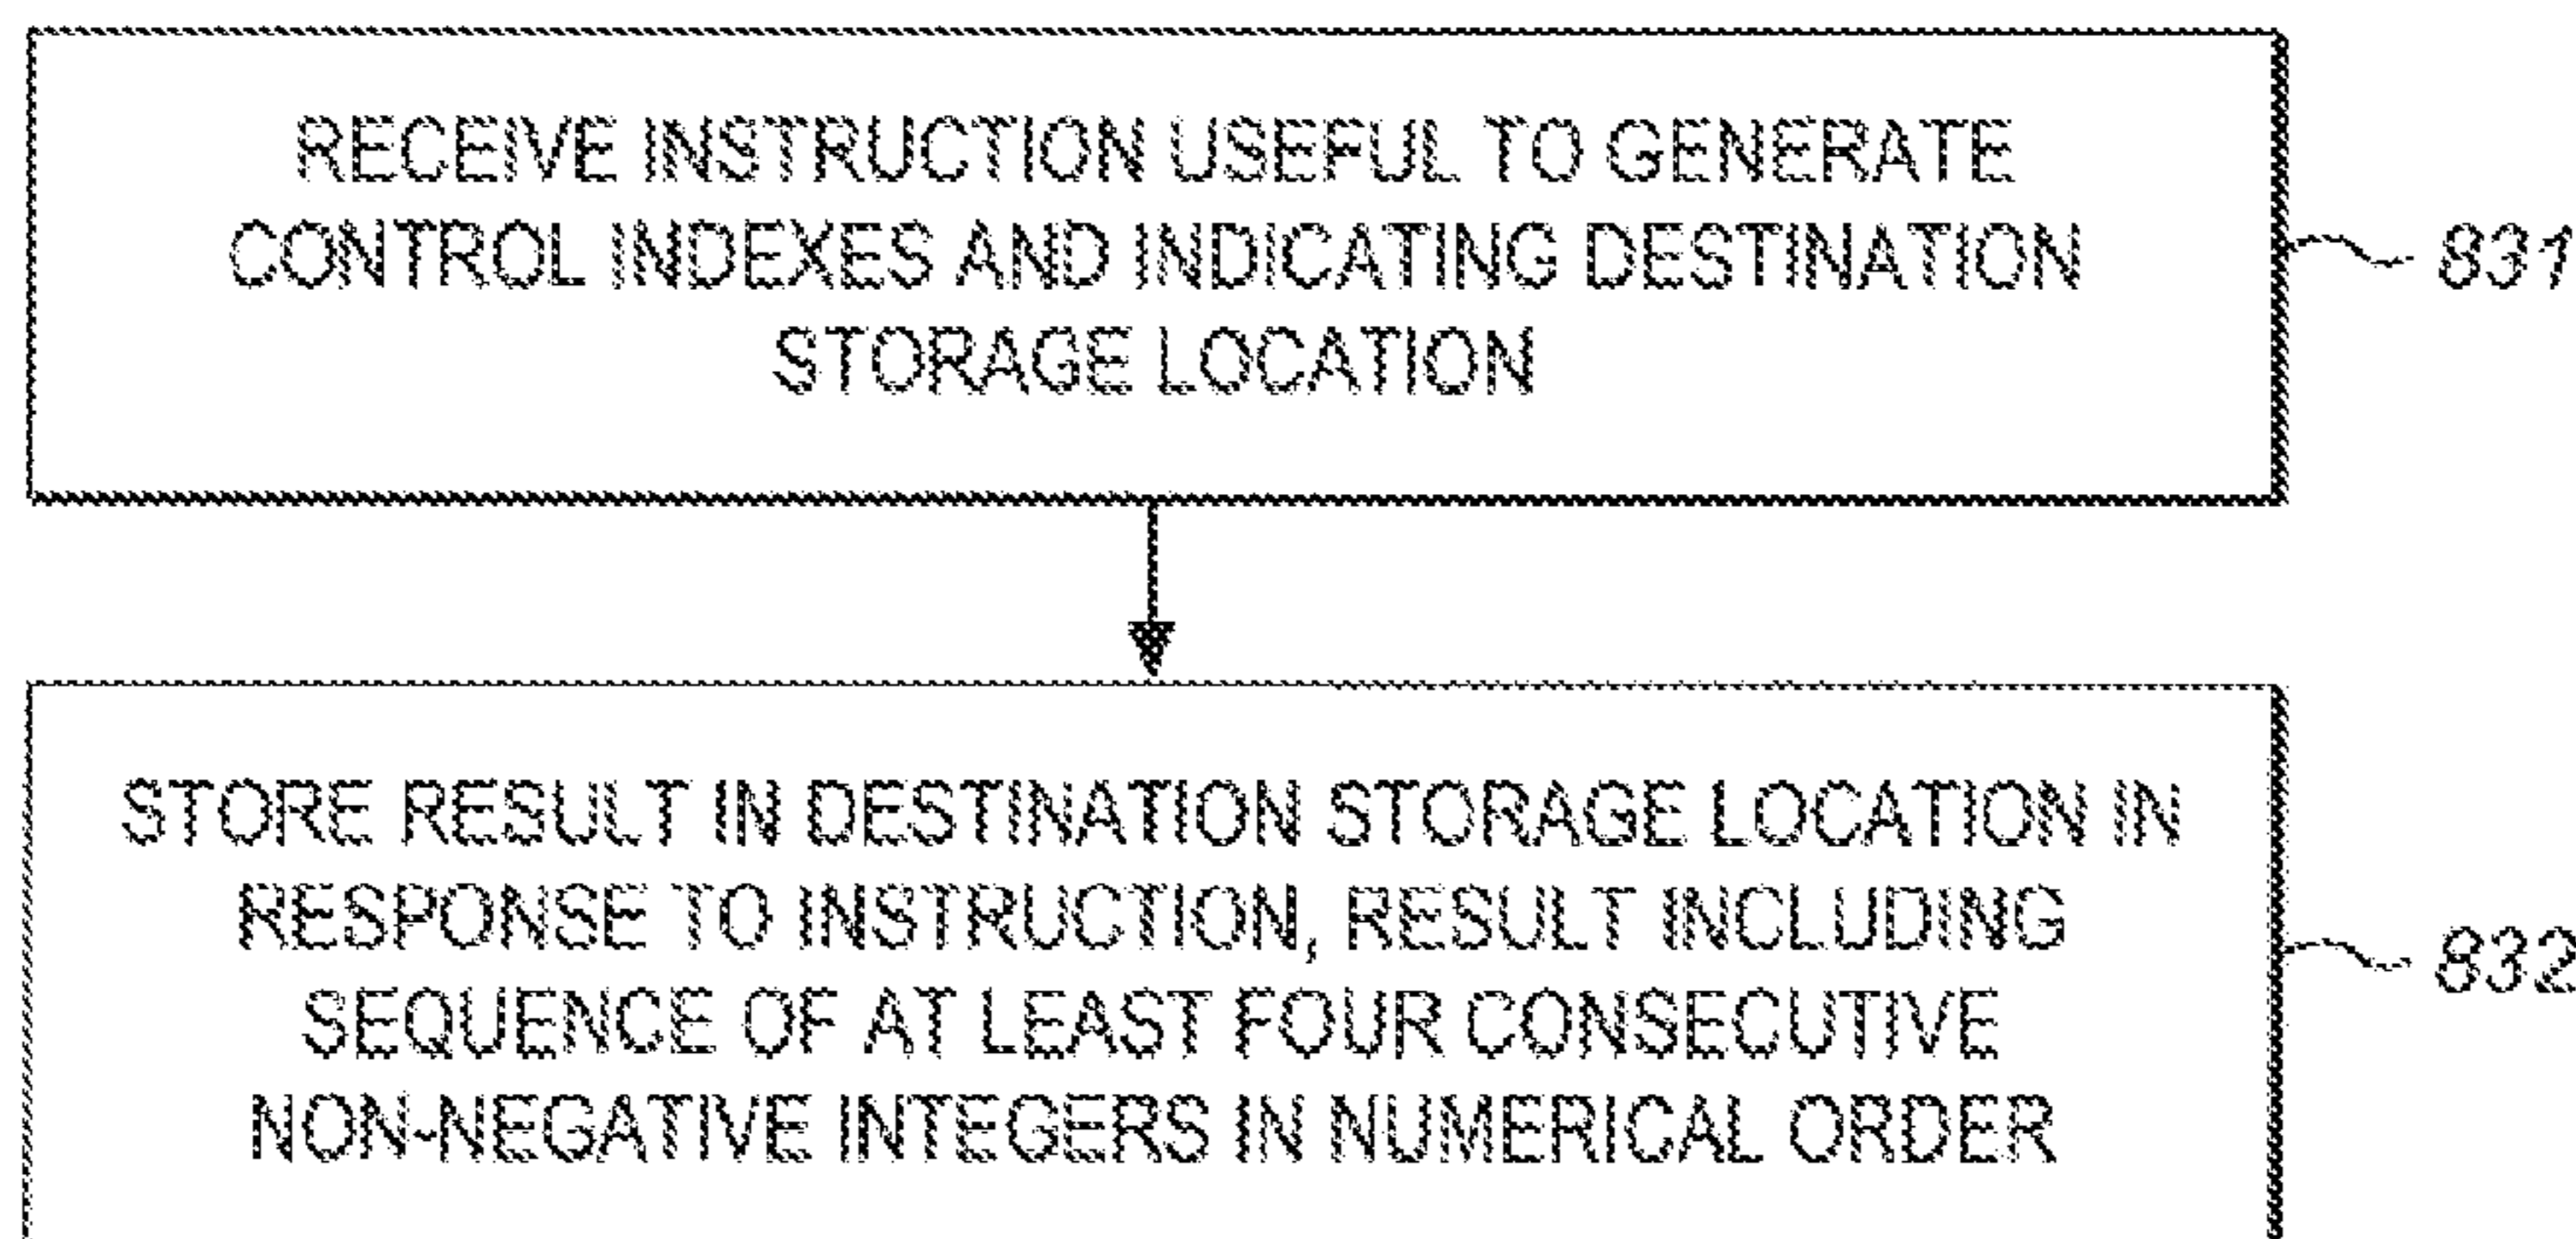 RECEIVE INSTRUCTION USEFUL TO GENERATE
CONTROL INDEXES AND INDICATING DESTINATION
STORAGE LOCATION
831
STORE RESULT IN DESTINATION STORAGE LOCATION IN
RESPONSE TO INSTRUCTION, RESULT INCLUDING
SEQUENCE OF AT LEAST FOUR CONSECUTIVE
NON-NEGATIVE INTEGERS IN NUMERICAL ORDER
832